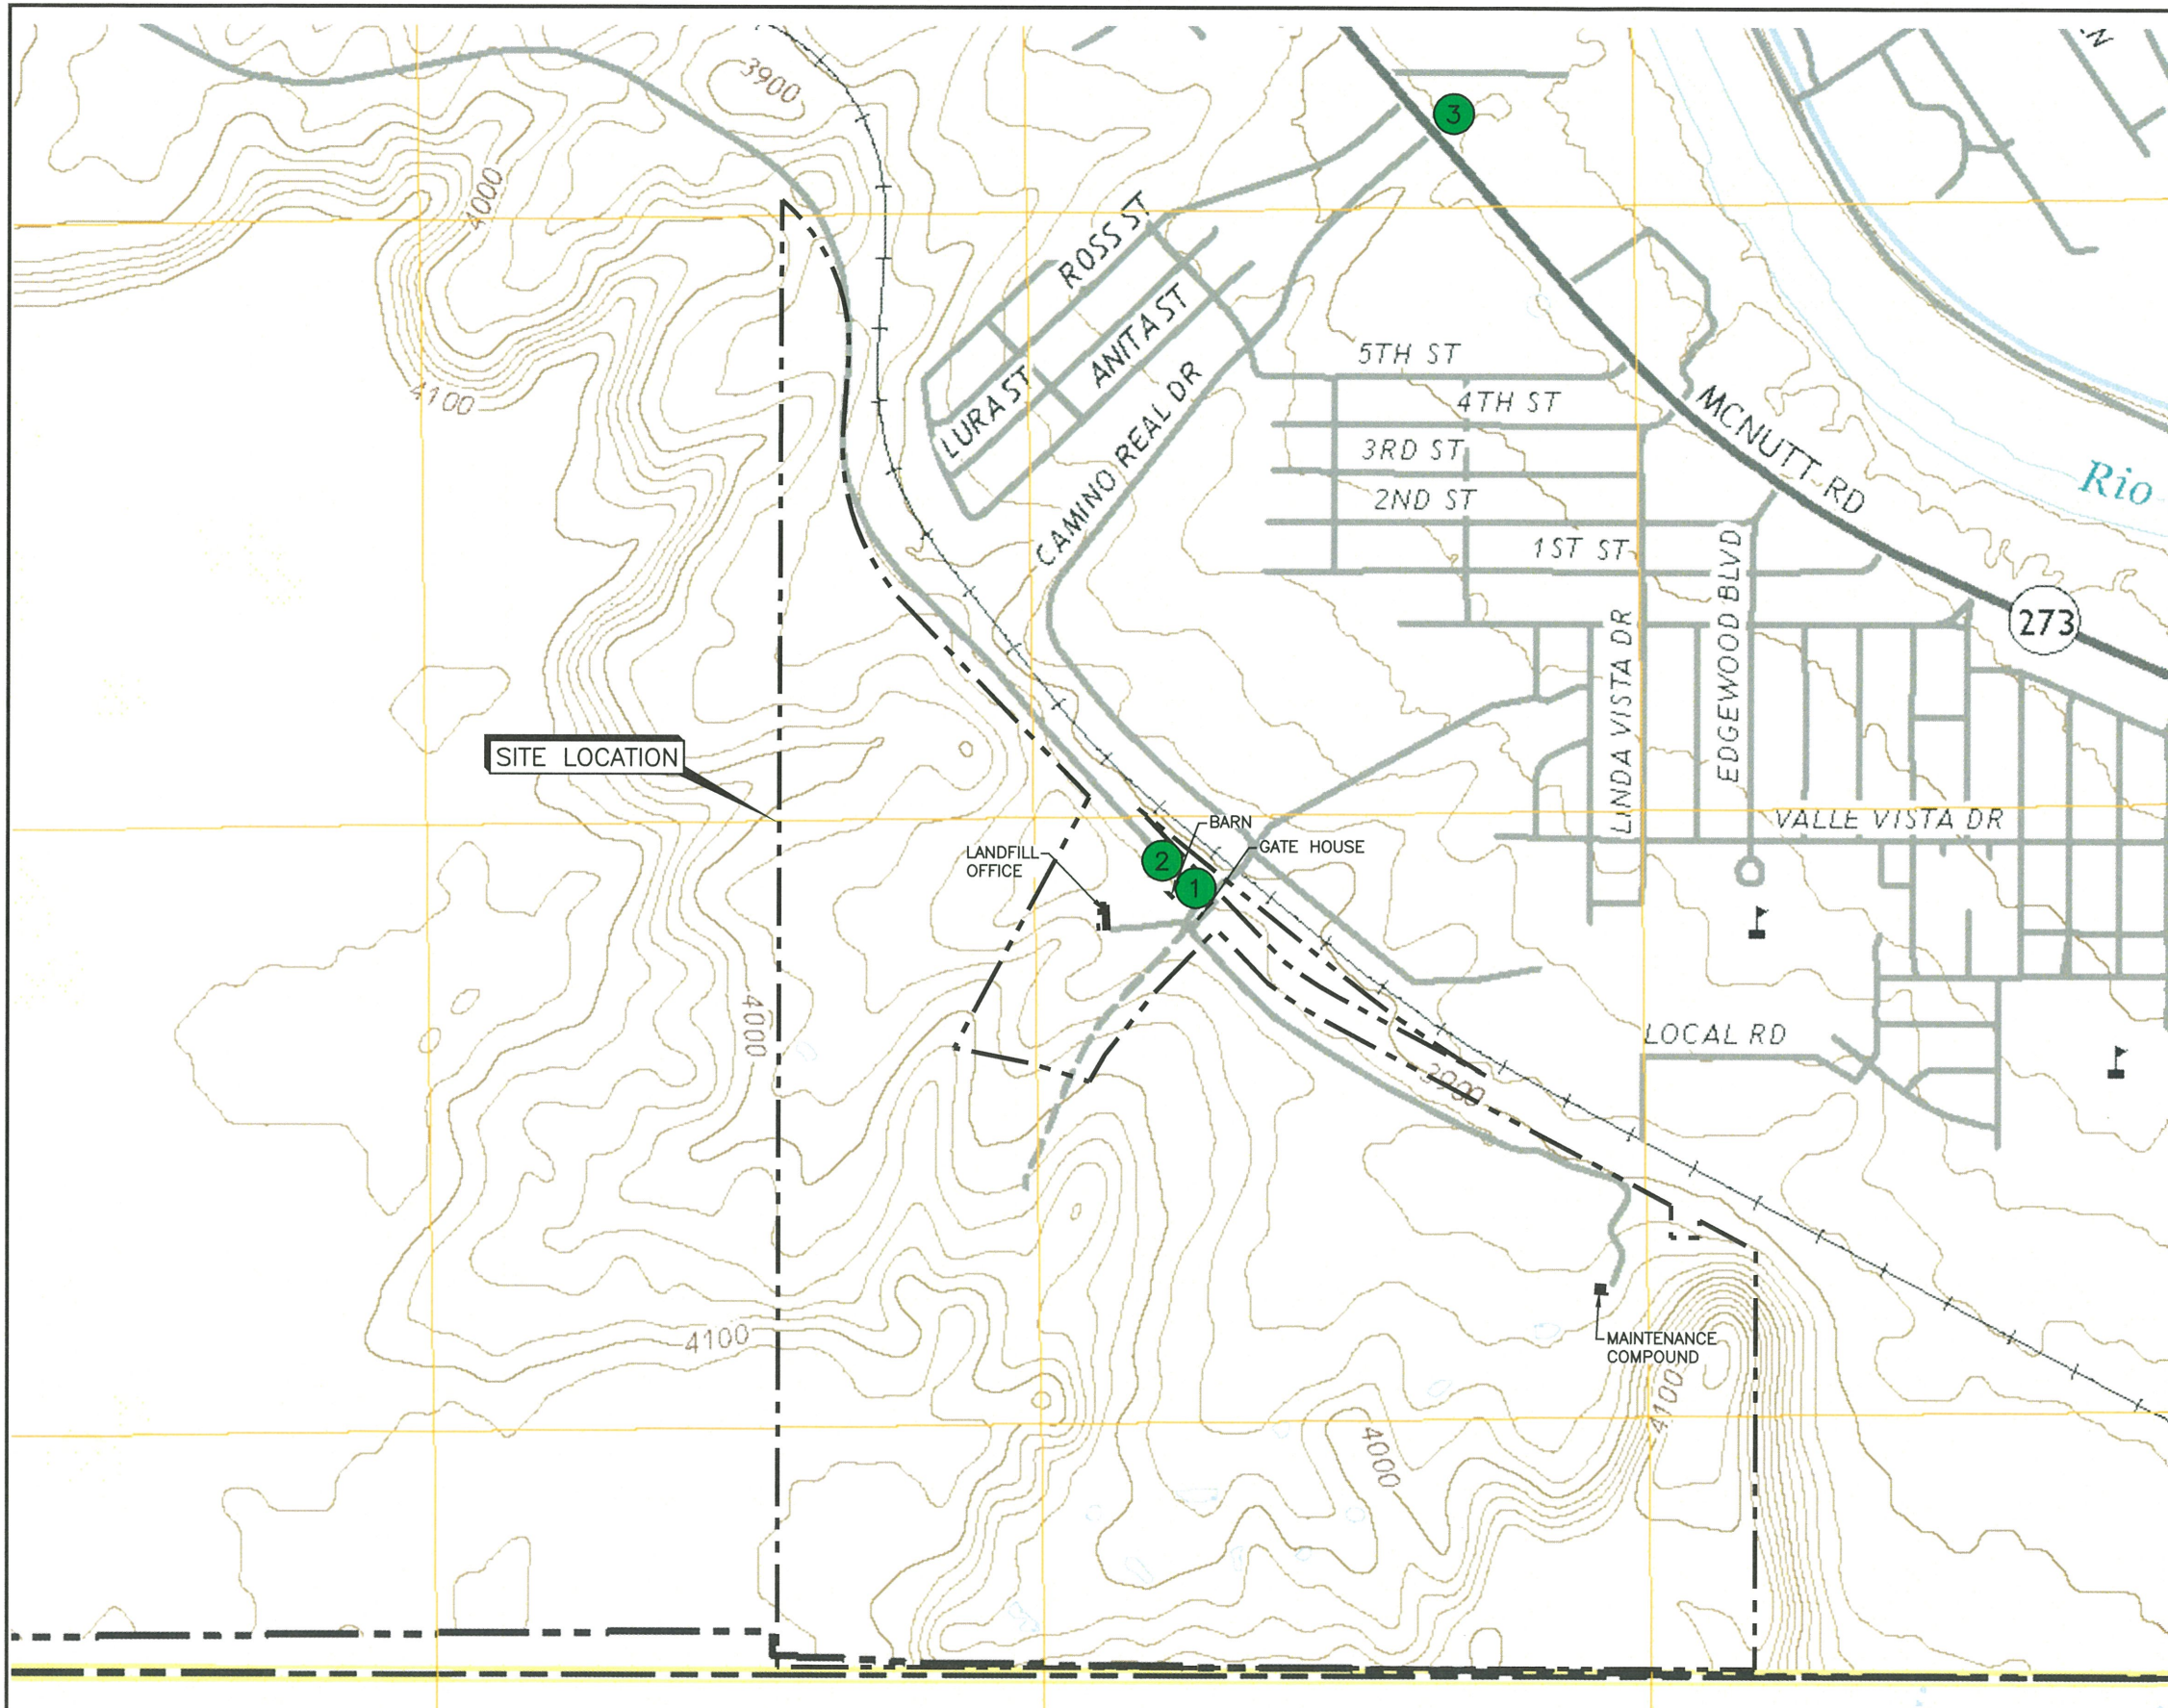 3900
N
3
4000
ROSS ST
ANITA ST
LURA ST
4100
CAMINO REAL DR
5TH ST
4TH ST
3RD ST
2ND ST
1ST ST
MCNUTT RD
Rio
273
LINDA VISTA DR
EDGEWOOD BLVD
SITE LOCATION
VALLE VISTA DR
BARN
GATE HOUSE
LANDFILL
OFFICE
2
1
4000
LOCAL RD
3900
4100
MAINTENANCE
COMPOUND
4100
4000